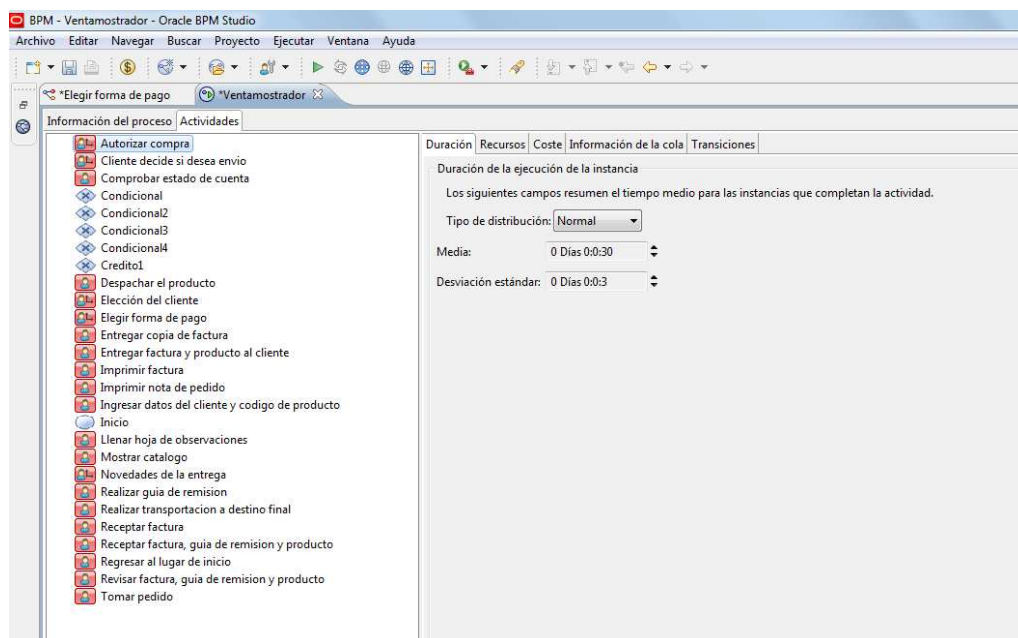 BPM - Ventamostrador - Oracle BPM Studio
Archivo Editar Navegar Buscar Proyecto Ejecutar Ventana Ayuda
*Elegir forma de pago *Ventamostrador
Información del proceso Actividades
Autorizar compra
Cliente decide si desea envio
Comprobar estado de cuenta
Condicional
Condicional2
Condicional3
Condicional4
Credito1
Despachar el producto
Elección del cliente
Elegir forma de pago
Entregar copia de factura
Entregar factura y producto al cliente
Imprimir factura
Imprimir nota de pedido
Ingresar datos del cliente y codigo de producto
Inicio
Llenar hoja de observaciones
Mostrar catalogo
Novedades de la entrega
Realizar guia de remision
Realizar transportacion a destino final
Receptar factura
Receptar factura, guia de remision y producto
Regresar al lugar de inicio
Revisar factura, guia de remision y producto
Tomar pedido
Duración Recursos Coste Información de la cola Transiciones
Duración de la ejecución de la instancia
Los siguientes campos resumen el tiempo medio para las instancias que completan la actividad.
Tipo de distribución: Normal
Media: 0 Días 0:0:30
Desviación estándar: 0 Días 0:0:3